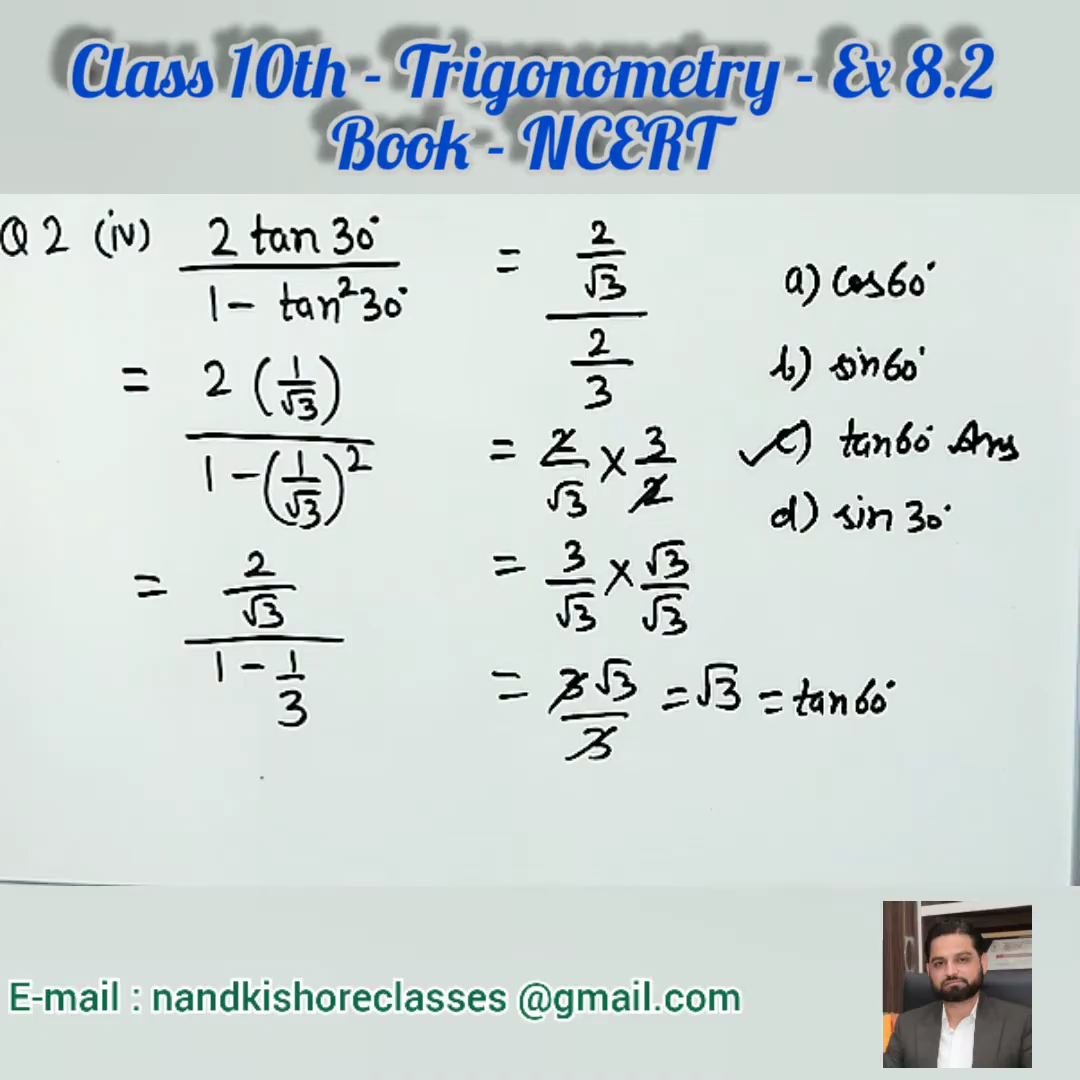 Class 10th - Trigonometry - Ex 8.2
Book - NCERT
Q 2 (iv) 2 tan 30° / 1 - tan²30°
= 2 (1/√3) / 1 - (1/√3)²
= 2/√3 / 1 - 1/3
= 2/√3 / 2/3
= 2/√3 × 3/2
= 3/√3 × √3/√3
= 3√3/3 = √3 = tan 60°
a) cos60°
b) sin60°
✓c) tan60° Ans
d) sin 30°
E-mail : nandkishoreclasses @gmail.com